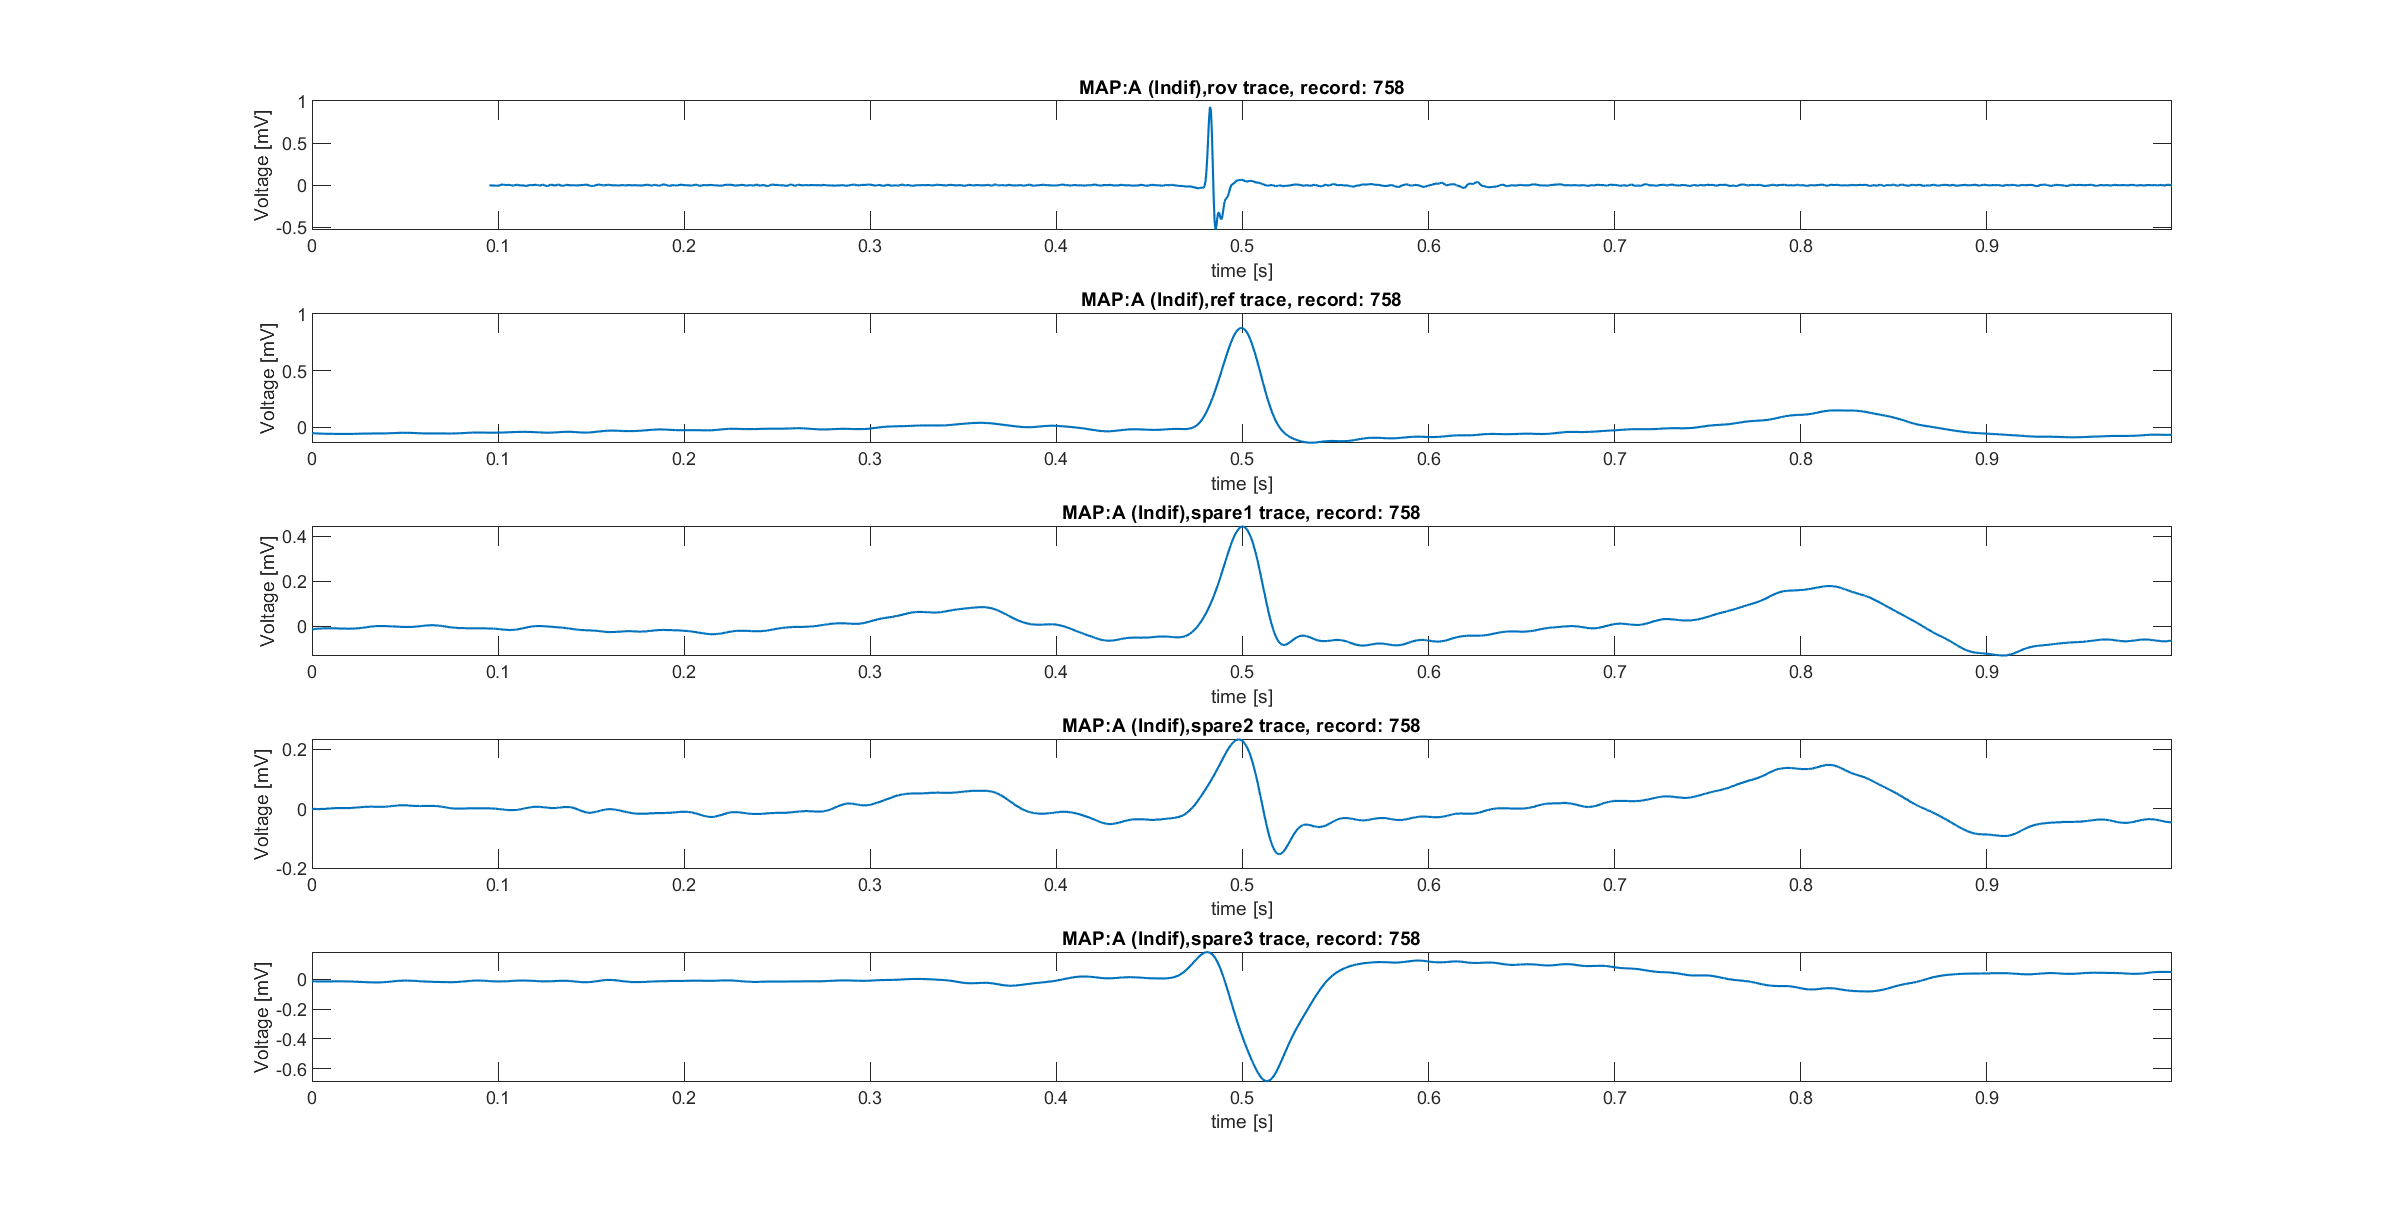 MAP:A (Indif),rov trace, record: 758
Voltage [mV]
1
0.5
0
-0.5
0 0.1 0.2 0.3 0.4 0.5 0.6 0.7 0.8 0.9
time [s]
MAP:A (Indif),ref trace, record: 758
Voltage [mV]
1
0.5
0
0 0.1 0.2 0.3 0.4 0.5 0.6 0.7 0.8 0.9
time [s]
MAP:A (Indif),spare1 trace, record: 758
Voltage [mV]
0.4
0.2
0
0 0.1 0.2 0.3 0.4 0.5 0.6 0.7 0.8 0.9
time [s]
MAP:A (Indif),spare2 trace, record: 758
Voltage [mV]
0.2
0
-0.2
0 0.1 0.2 0.3 0.4 0.5 0.6 0.7 0.8 0.9
time [s]
MAP:A (Indif),spare3 trace, record: 758
Voltage [mV]
0
-0.2
-0.4
-0.6
0 0.1 0.2 0.3 0.4 0.5 0.6 0.7 0.8 0.9
time [s]